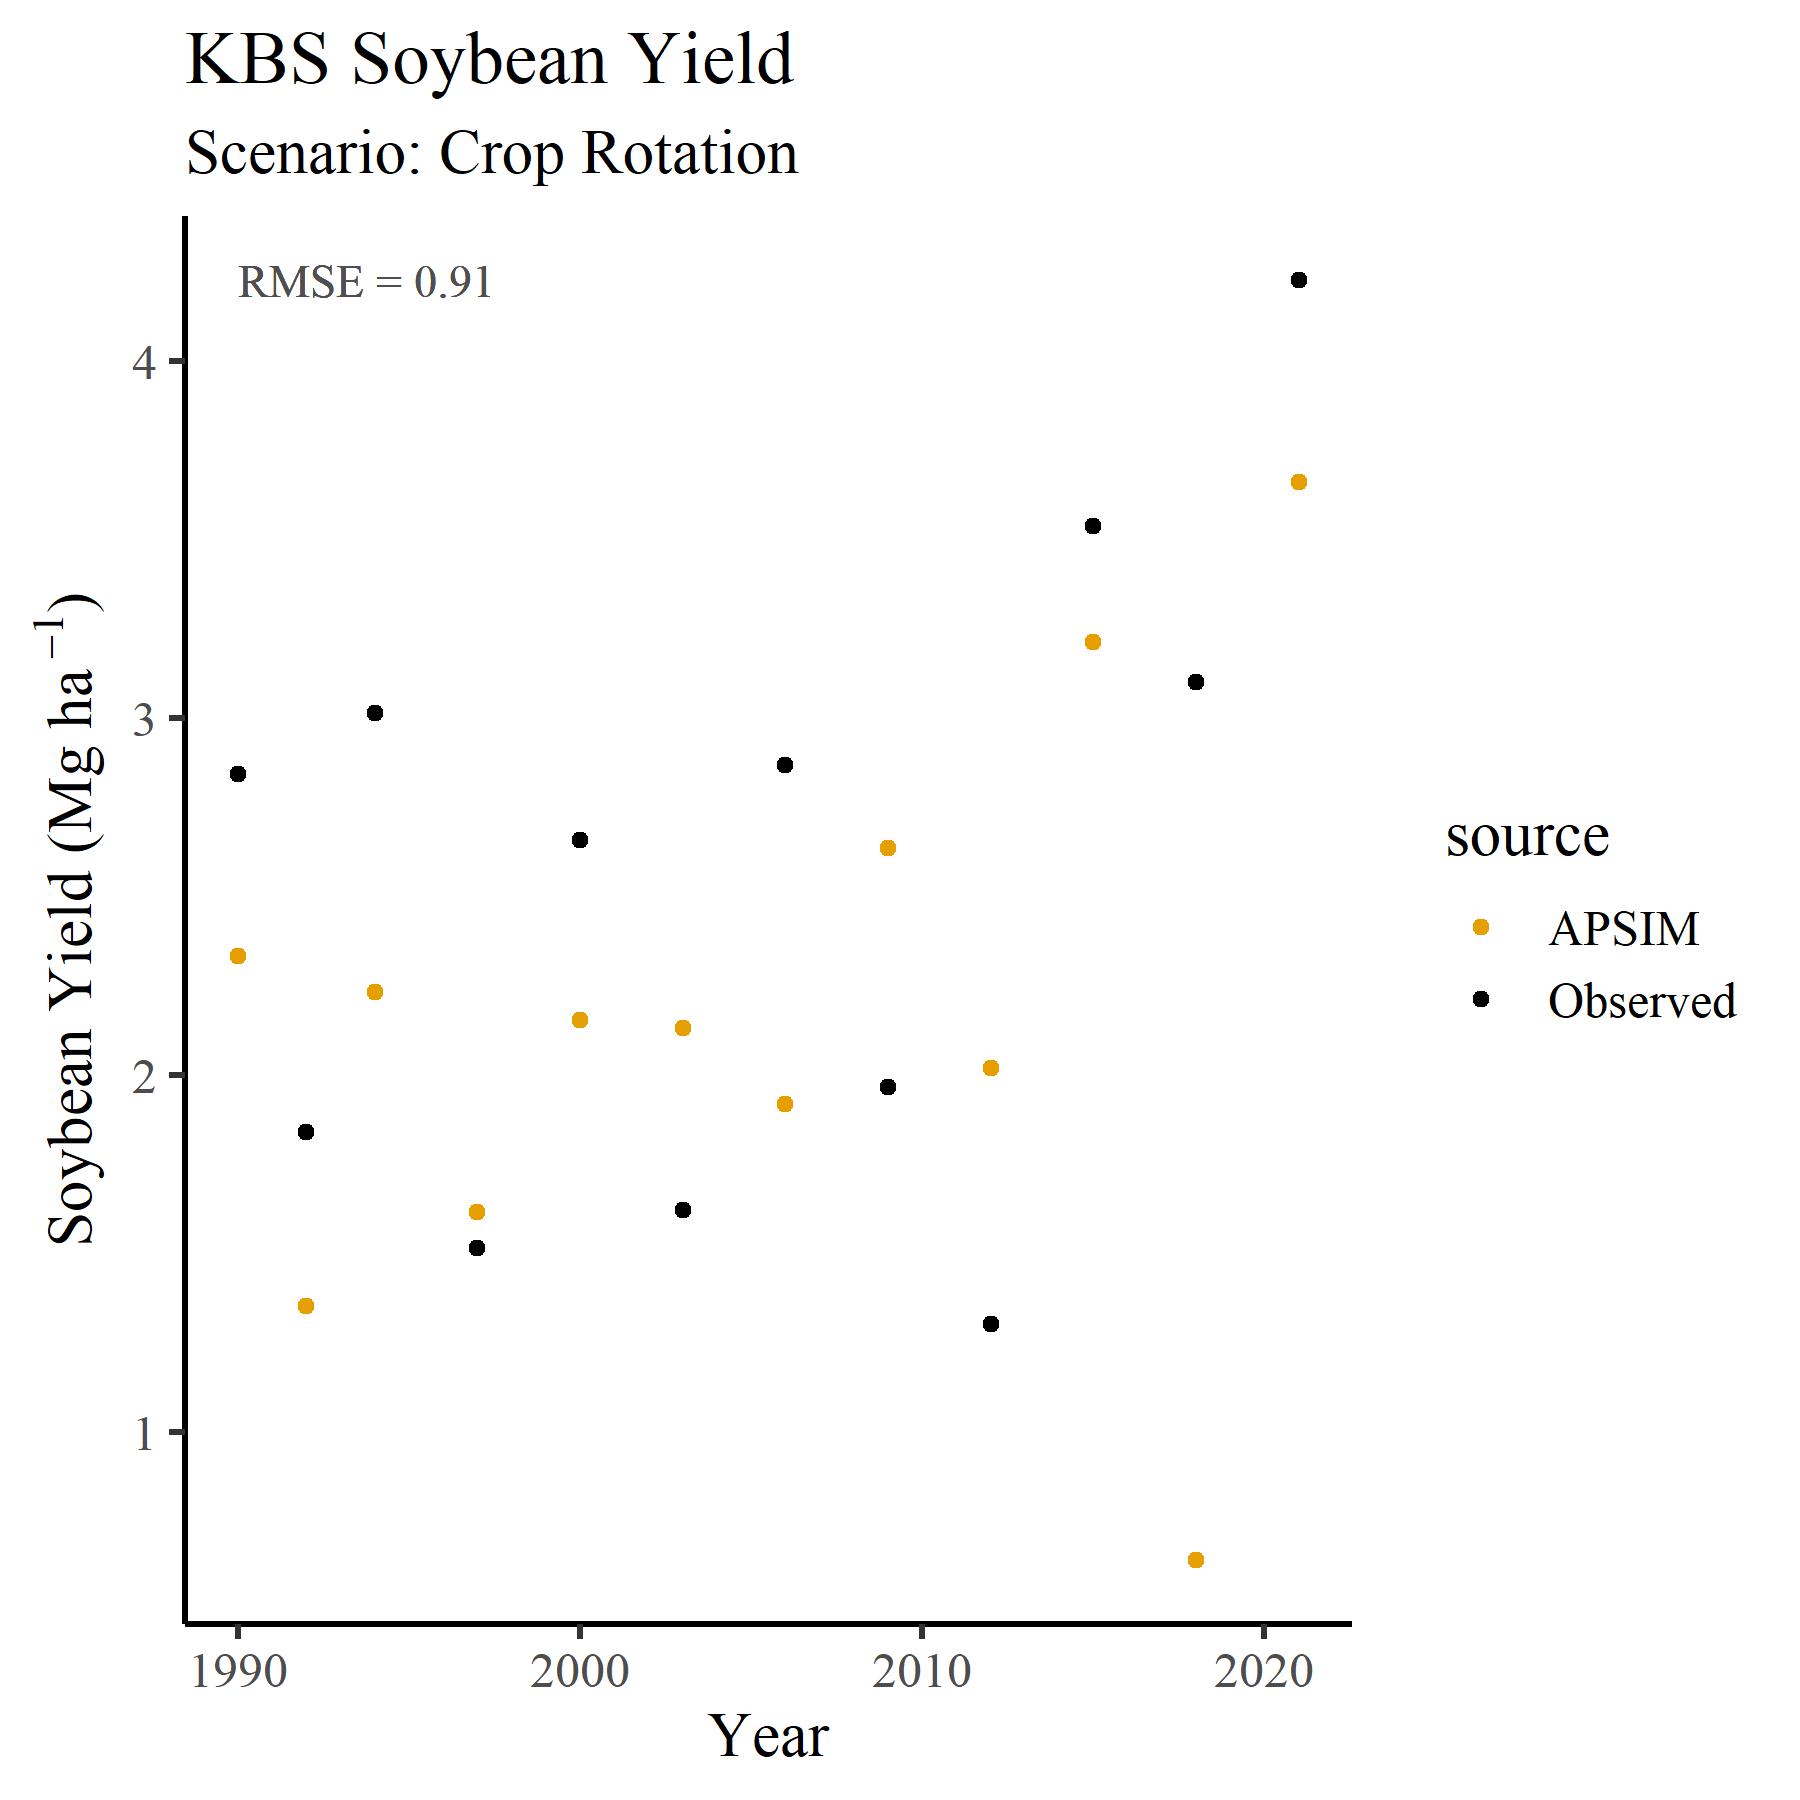 KBS Soybean Yield
Scenario: Crop Rotation
RMSE = 0.91
4
3
2
1
Soybean Yield (Mg ha⁻¹)
1990 2000 2010 2020
Year
source
APSIM
Observed